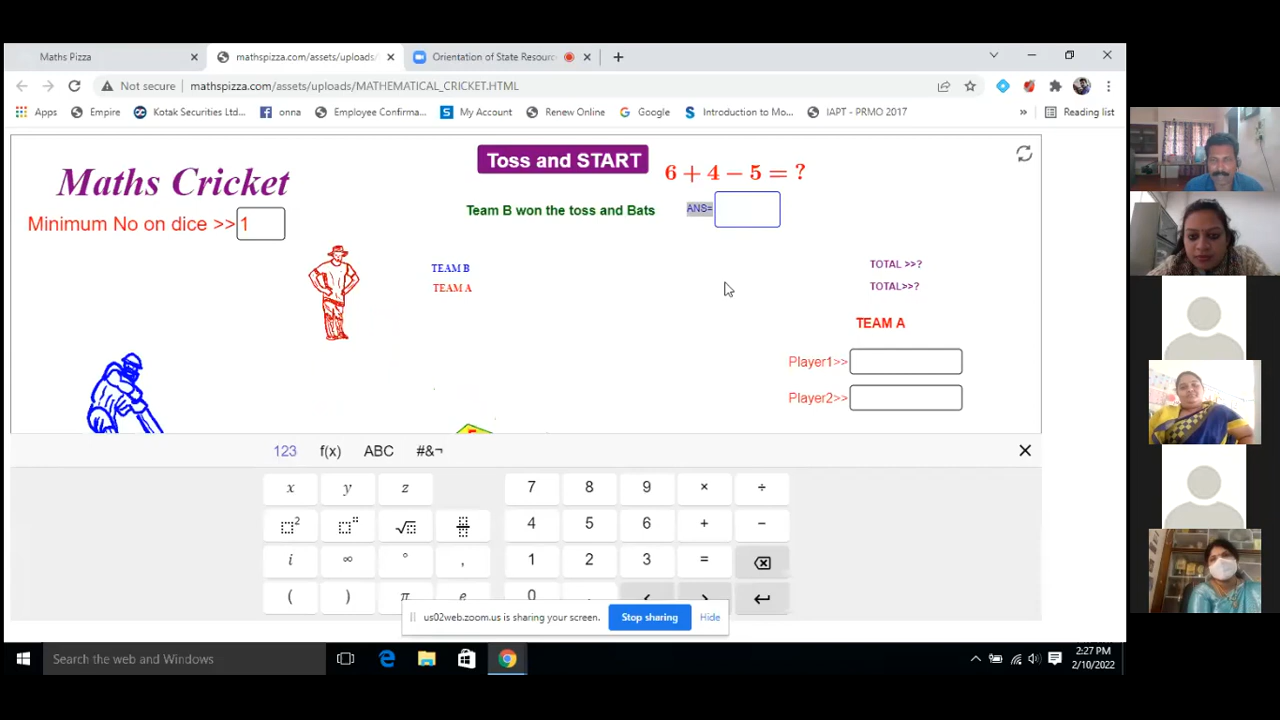 Maths Pizza
mathspizza.com/assets/uploads/
Orientation of State Resourc
Not secure
mathspizza.com/assets/uploads/MATHEMATICAL_CRICKET.HTML
Apps
Empire
Kotak Securities Ltd...
onna
Employee Confirma...
My Account
Renew Online
Google
Introduction to Mo...
IAPT - PRMO 2017
»
Reading list
Maths Cricket
Toss and START
6 + 4 − 5 = ?
Minimum No on dice >> 1
Team B won the toss and Bats
ANS=
TEAM B
TEAM A
TOTAL >>?
TOTAL>>?
TEAM A
Player1>>
Player2>>
123 f(x) ABC #&¬
x y z 7 8 9 × ÷
□² √□ 4 5 6 + −
i ∞ ° , 1 2 3 =
( ) π e 0 . < >
us02web.zoom.us is sharing your screen.
Stop sharing
Hide
Search the web and Windows
2:27 PM
2/10/2022